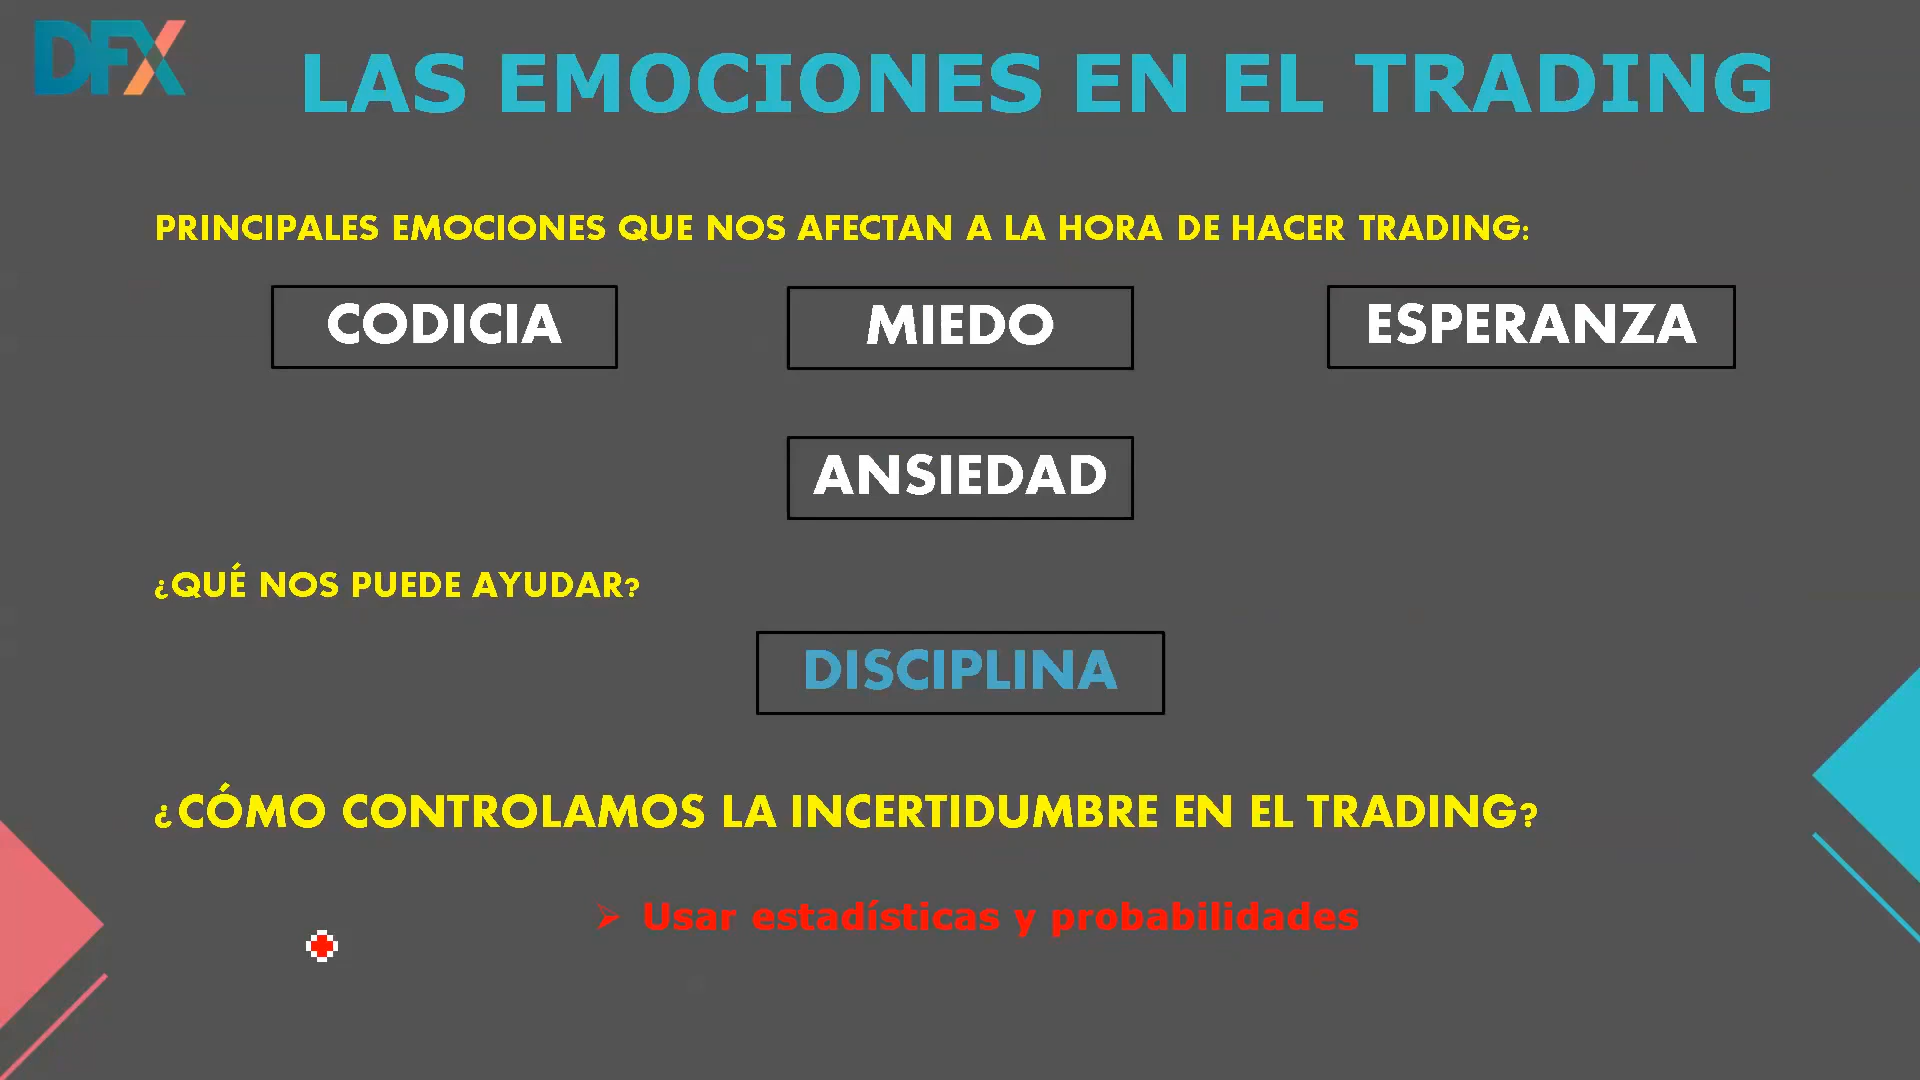 DFX
LAS EMOCIONES EN EL TRADING
PRINCIPALES EMOCIONES QUE NOS AFECTAN A LA HORA DE HACER TRADING:
CODICIA
MIEDO
ESPERANZA
ANSIEDAD
¿QUÉ NOS PUEDE AYUDAR?
DISCIPLINA
¿CÓMO CONTROLAMOS LA INCERTIDUMBRE EN EL TRADING?
➢ Usar estadísticas y probabilidades